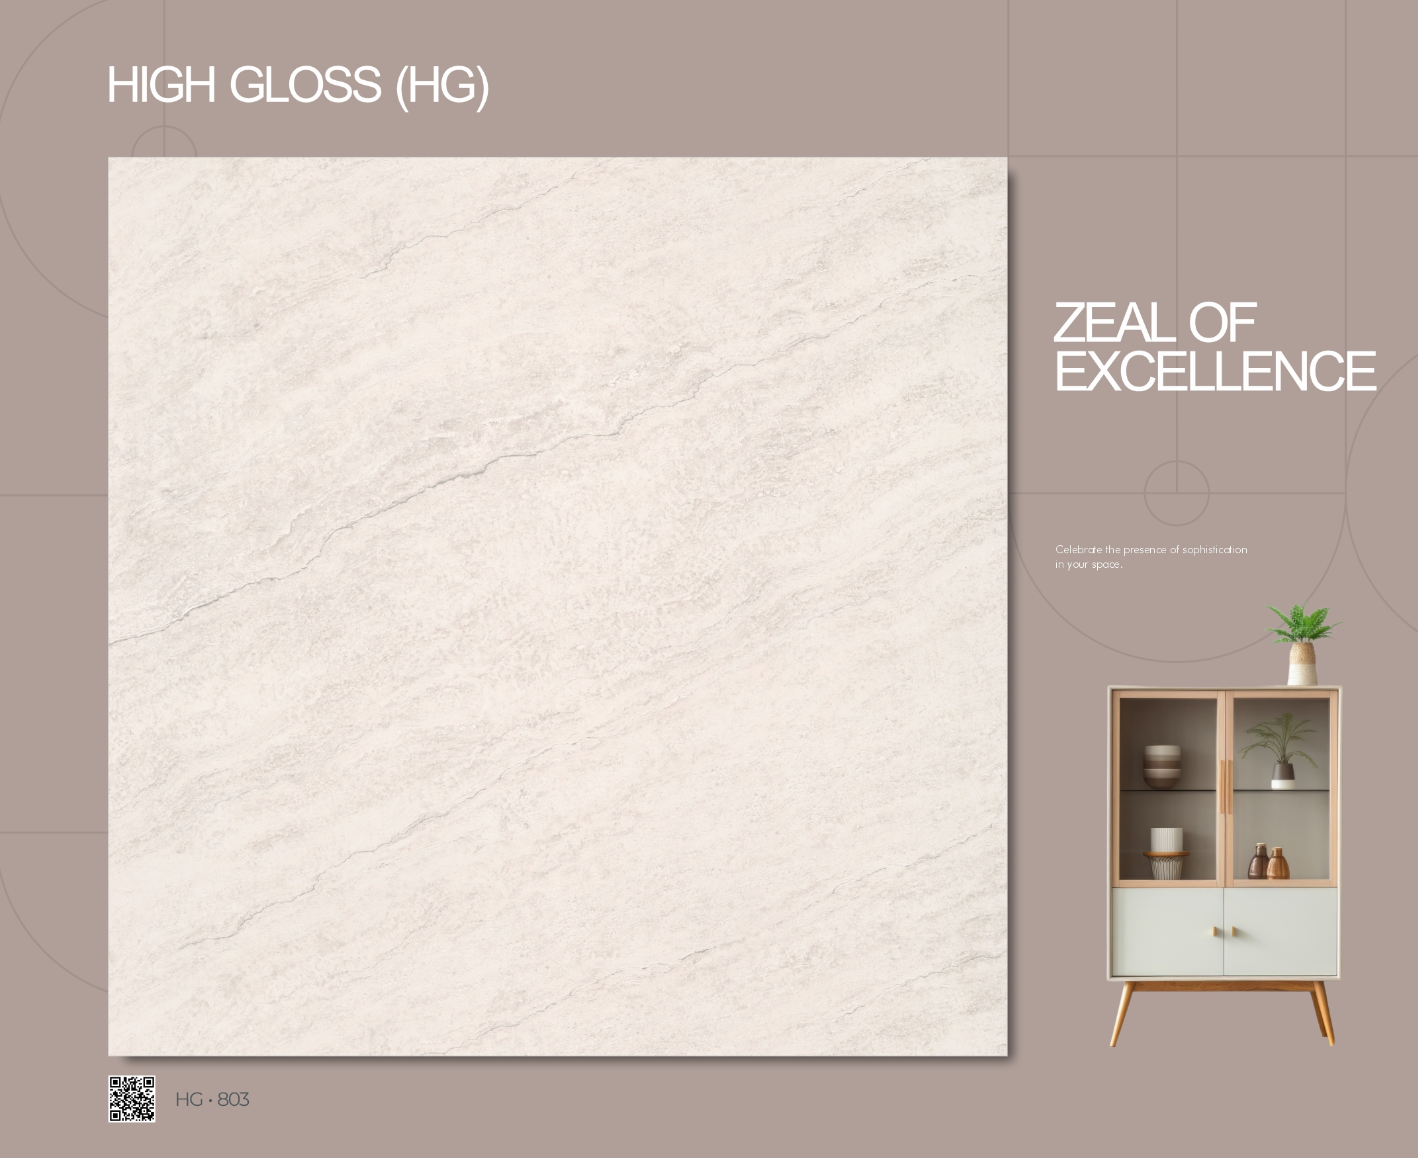 HIGH GLOSS (HG)
ZEAL OF
EXCELLENCE
Celebrate the presence of sophistication
in your space.
HG • 803